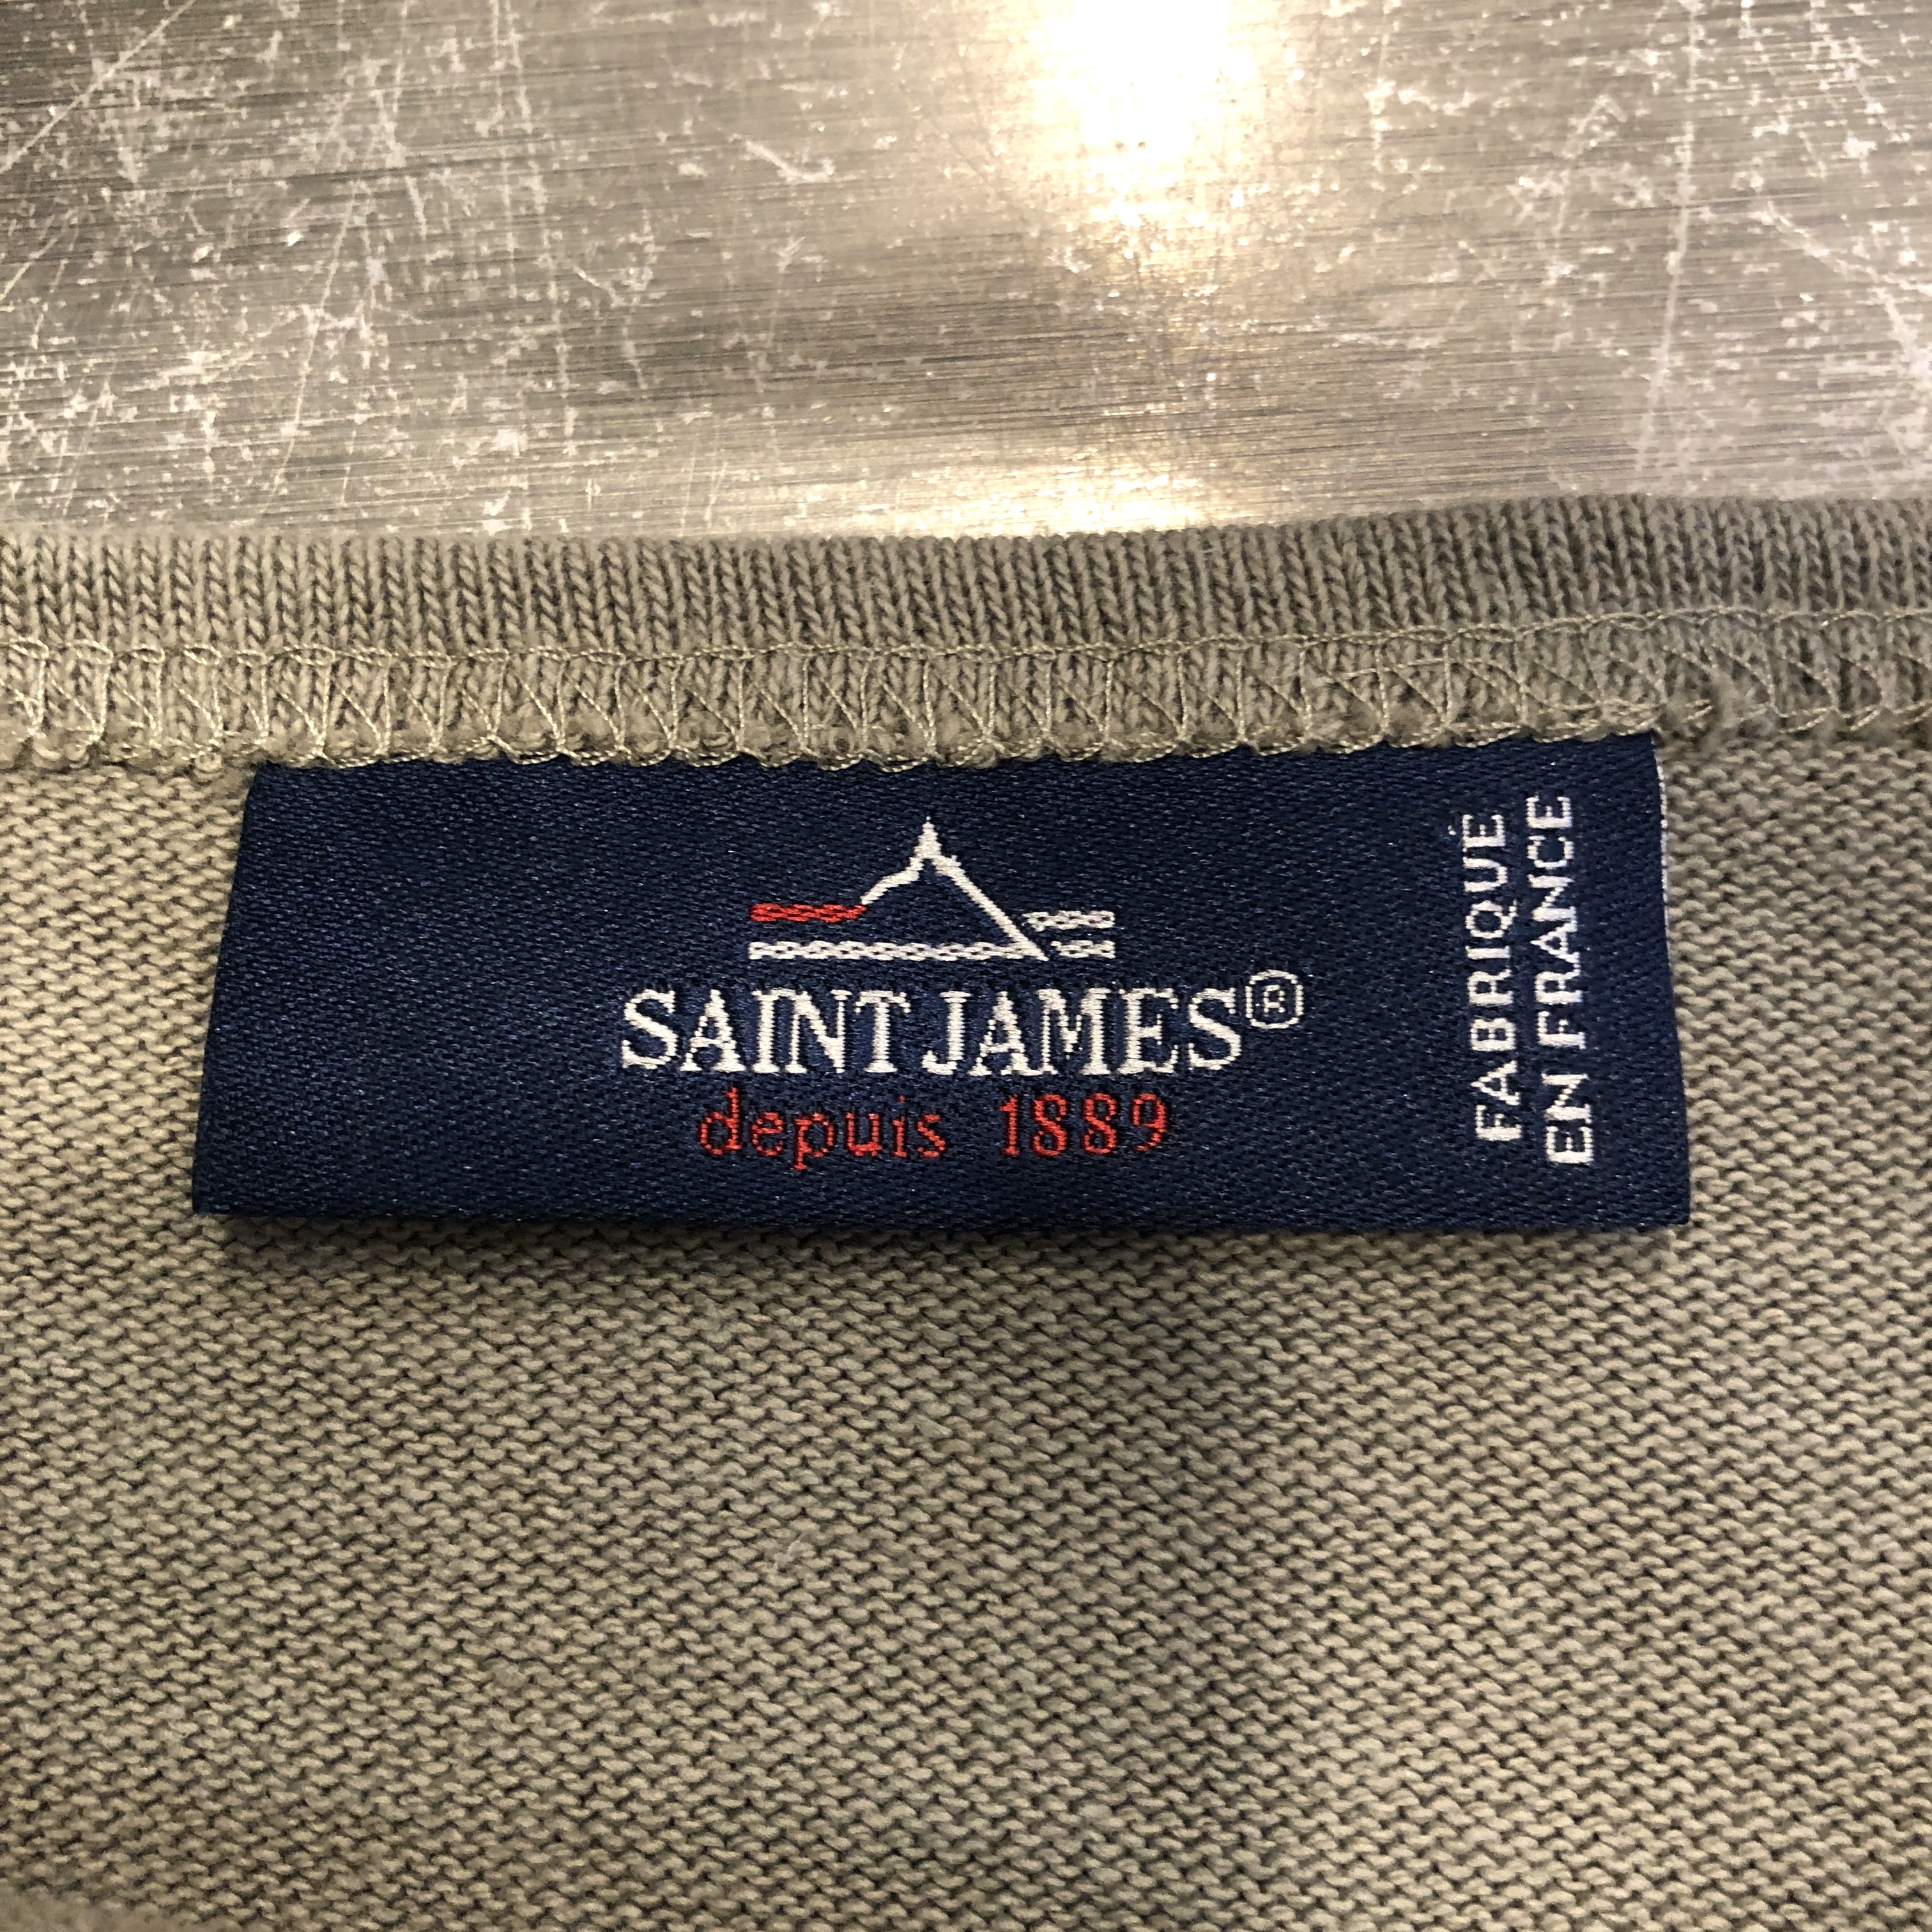 SAINT JAMES®
depuis 1889
FABRIQUÉ
EN FRANCE